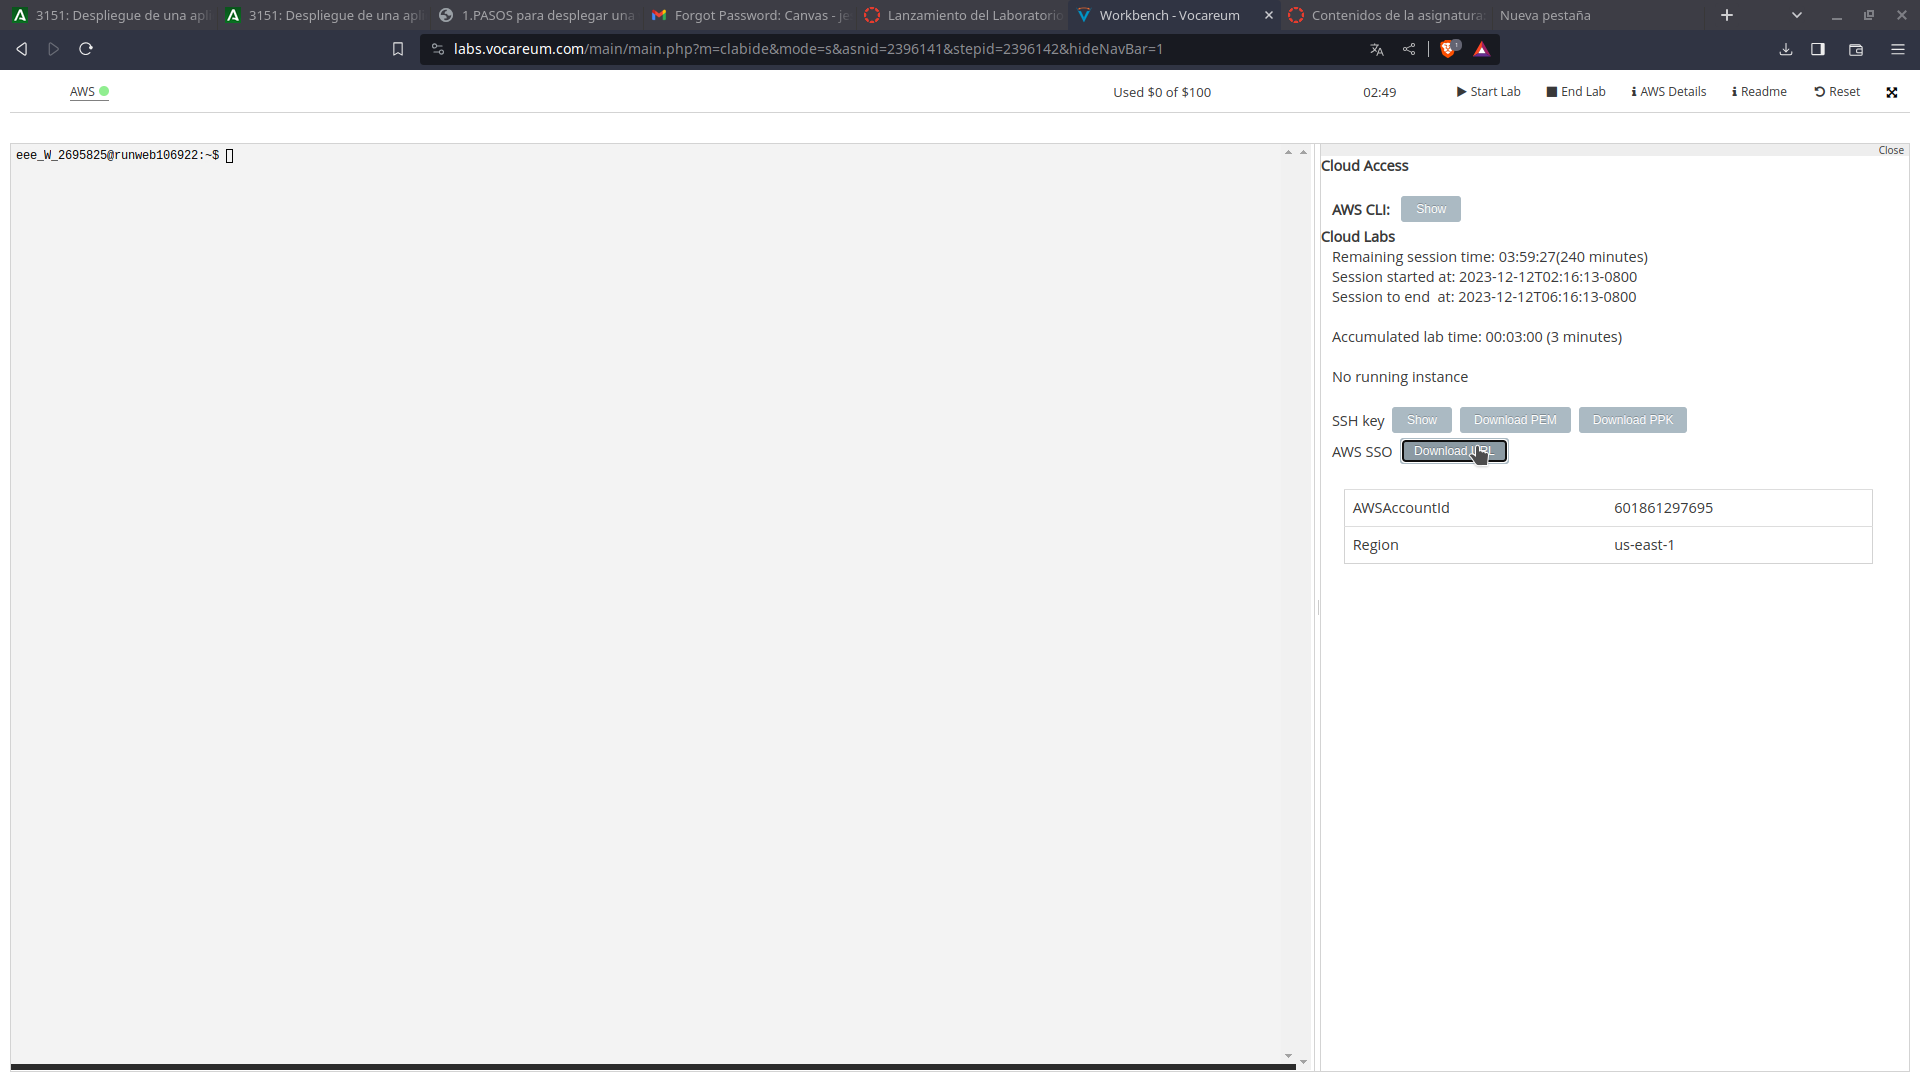 3151: Despliegue de una apli
3151: Despliegue de una apli
1.PASOS para desplegar una
Forgot Password: Canvas - je
Lanzamiento del Laboratorio
Workbench - Vocareum
Contenidos de la asignatura:
Nueva pestaña
labs.vocareum.com/main/main.php?m=clabide&mode=s&asnid=2396141&stepid=2396142&hideNavBar=1
1
AWS
Used $0 of $100
02:49
Start Lab
End Lab
AWS Details
Readme
Reset
eee_W_2695825@runweb106922:~$
Close
Cloud Access
AWS CLI: Show
Cloud Labs
Remaining session time: 03:59:27(240 minutes)
Session started at: 2023-12-12T02:16:13-0800
Session to end at: 2023-12-12T06:16:13-0800
Accumulated lab time: 00:03:00 (3 minutes)
No running instance
SSH key Show Download PEM Download PPK
AWS SSO Download URL
AWSAccountId 601861297695
Region us-east-1